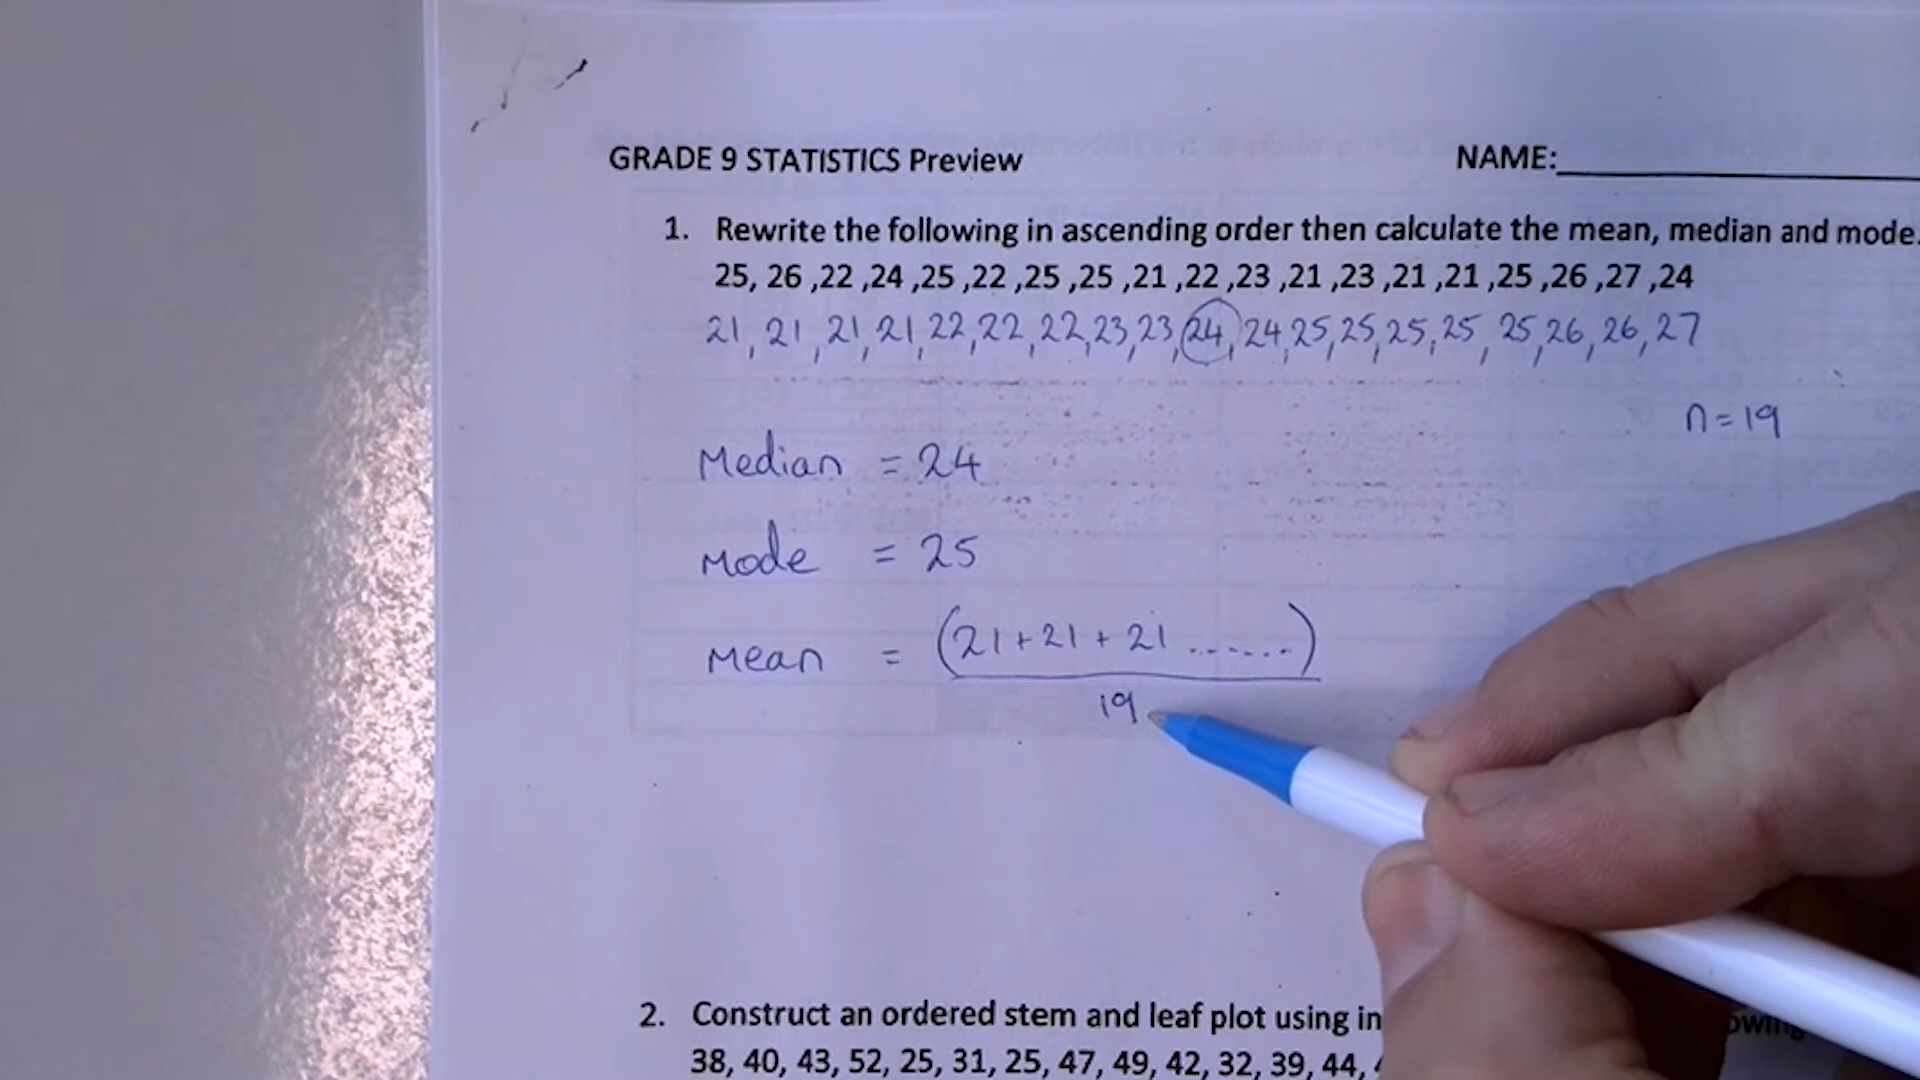 GRADE 9 STATISTICS Preview NAME:
1. Rewrite the following in ascending order then calculate the mean, median and mode.
25, 26 ,22 ,24 ,25 ,22 ,25 ,25 ,21 ,22 ,23 ,21 ,23 ,21 ,21 ,25 ,26 ,27 ,24
21, 21, 21, 21, 22, 22, 22, 23, 23, 24, 24, 25, 25, 25, 25, 25, 26, 26, 27
n = 19
Median = 24
Mode = 25
Mean = (21 + 21 + 21 .......)
19
2. Construct an ordered stem and leaf plot using
38, 40, 43, 52, 25, 31, 25, 47, 49, 42, 32, 39, 44,